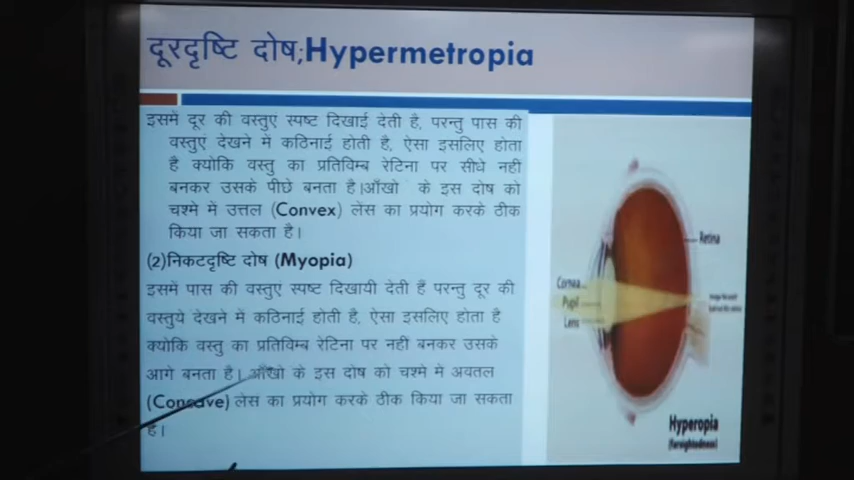 दूरदृष्टि दोष;Hypermetropia
इसमें दूर की वस्तुएं स्पष्ट दिखाई देती है, परन्तु पास की
वस्तुएं देखने में कठिनाई होती है, ऐसा इसलिए होता
है क्योकि वस्तु का प्रतिविम्ब रेटिना पर सीधे नहीं
बनकर उसके पीछे बनता है।आँखो के इस दोष को
चश्मे में उत्तल (Convex) लेंस का प्रयोग करके ठीक
किया जा सकता है।
(2)निकटदृष्टि दोष (Myopia)
इसमें पास की वस्तुएं स्पष्ट दिखायी देती हैं परन्तु दूर की
वस्तुये देखने में कठिनाई होती है, ऐसा इसलिए होता है
क्योकि वस्तु का प्रतिविम्ब रेटिना पर नहीं बनकर उसके
आगे बनता है। आँखो के इस दोष को चश्मे में अवतल
(Concave) लेंस का प्रयोग करके ठीक किया जा सकता
है।
Retina
Cornea
Pupil
Lens
Hyperopia
(farsightedness)